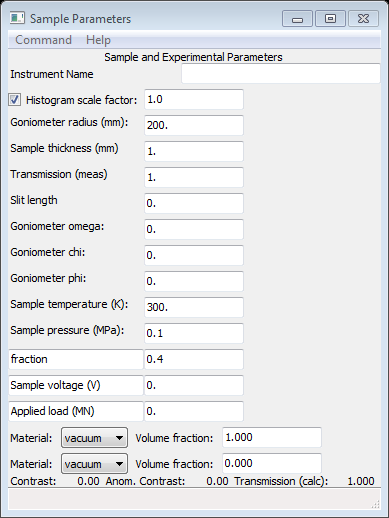 Sample Parameters
Command Help
Sample and Experimental Parameters
Instrument Name
Histogram scale factor: 1.0
Goniometer radius (mm): 200.
Sample thickness (mm) 1.
Transmission (meas) 1.
Slit length 0.
Goniometer omega: 0.
Goniometer chi: 0.
Goniometer phi: 0.
Sample temperature (K): 300.
Sample pressure (MPa): 0.1
fraction 0.4
Sample voltage (V) 0.
Applied load (MN) 0.
Material: vacuum Volume fraction: 1.000
Material: vacuum Volume fraction: 0.000
Contrast: 0.00 Anom. Contrast: 0.00 Transmission (calc): 1.000